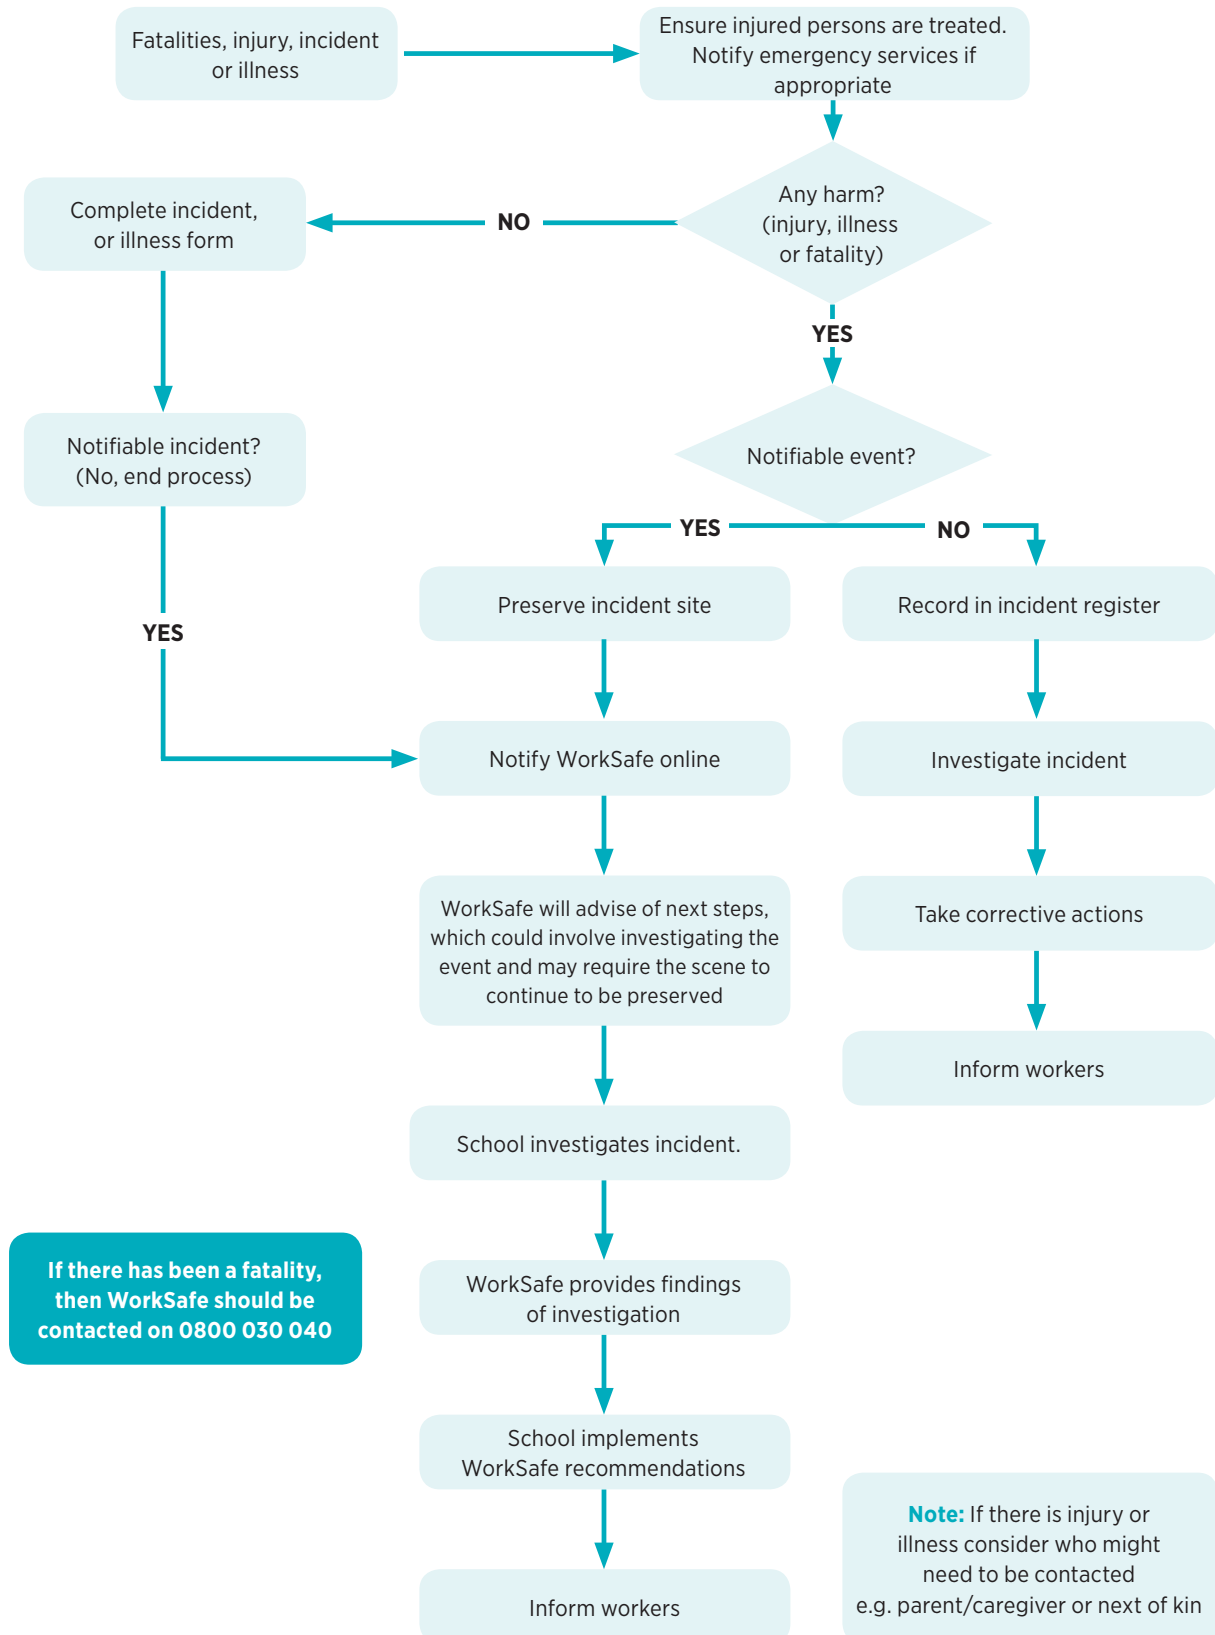 Fatalities, injury, incident
or illness
Ensure injured persons are treated.
Notify emergency services if
appropriate
Any harm?
(injury, illness
or fatality)
NO
Complete incident,
or illness form
YES
Notifiable incident?
(No, end process)
Notifiable event?
YES
NO
Preserve incident site
Record in incident register
YES
Notify WorkSafe online
Investigate incident
WorkSafe will advise of next steps,
which could involve investigating the
event and may require the scene to
continue to be preserved
Take corrective actions
Inform workers
School investigates incident.
If there has been a fatality,
then WorkSafe should be
contacted on 0800 030 040
WorkSafe provides findings
of investigation
School implements
WorkSafe recommendations
Note: If there is injury or
illness consider who might
need to be contacted
e.g. parent/caregiver or next of kin
Inform workers